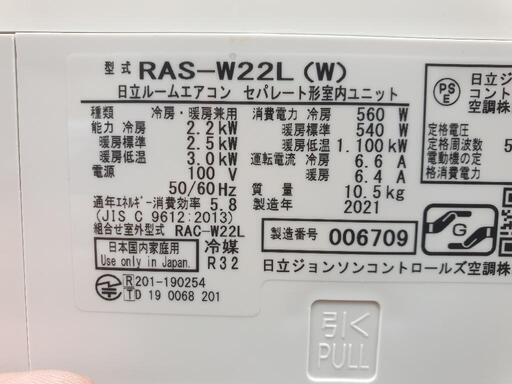 型式 RAS-W22L(W)
日立ルームエアコン セパレート形室内ユニット
種類 冷房・暖房兼用
能力 冷房 2.2kW
暖房標準 2.5kW
暖房低温 3.0kW
電源 100 V
50/60Hz
通年エネルギー消費効率 5.8
(JIS C 9612:2013)
組合せ室外型式 RAC-W22L
消費電力 冷房 560 W
暖房標準 540 W
暖房低温 1.100kW
運転電流 冷房 6.6 A
暖房 6.4 A
質量 10.5kg
製造年 2021
日本国内家庭用
Use only in Japan.
冷媒
R32
製造番号 006709
R 201-190254
T D 19 0068 201
日立ジョンソンコントロールズ空調株
PS
E
日立ジョ
コント
空調株
定格電圧
定格周波数 5
電動機の定
格消費電力
G
引く
PULL